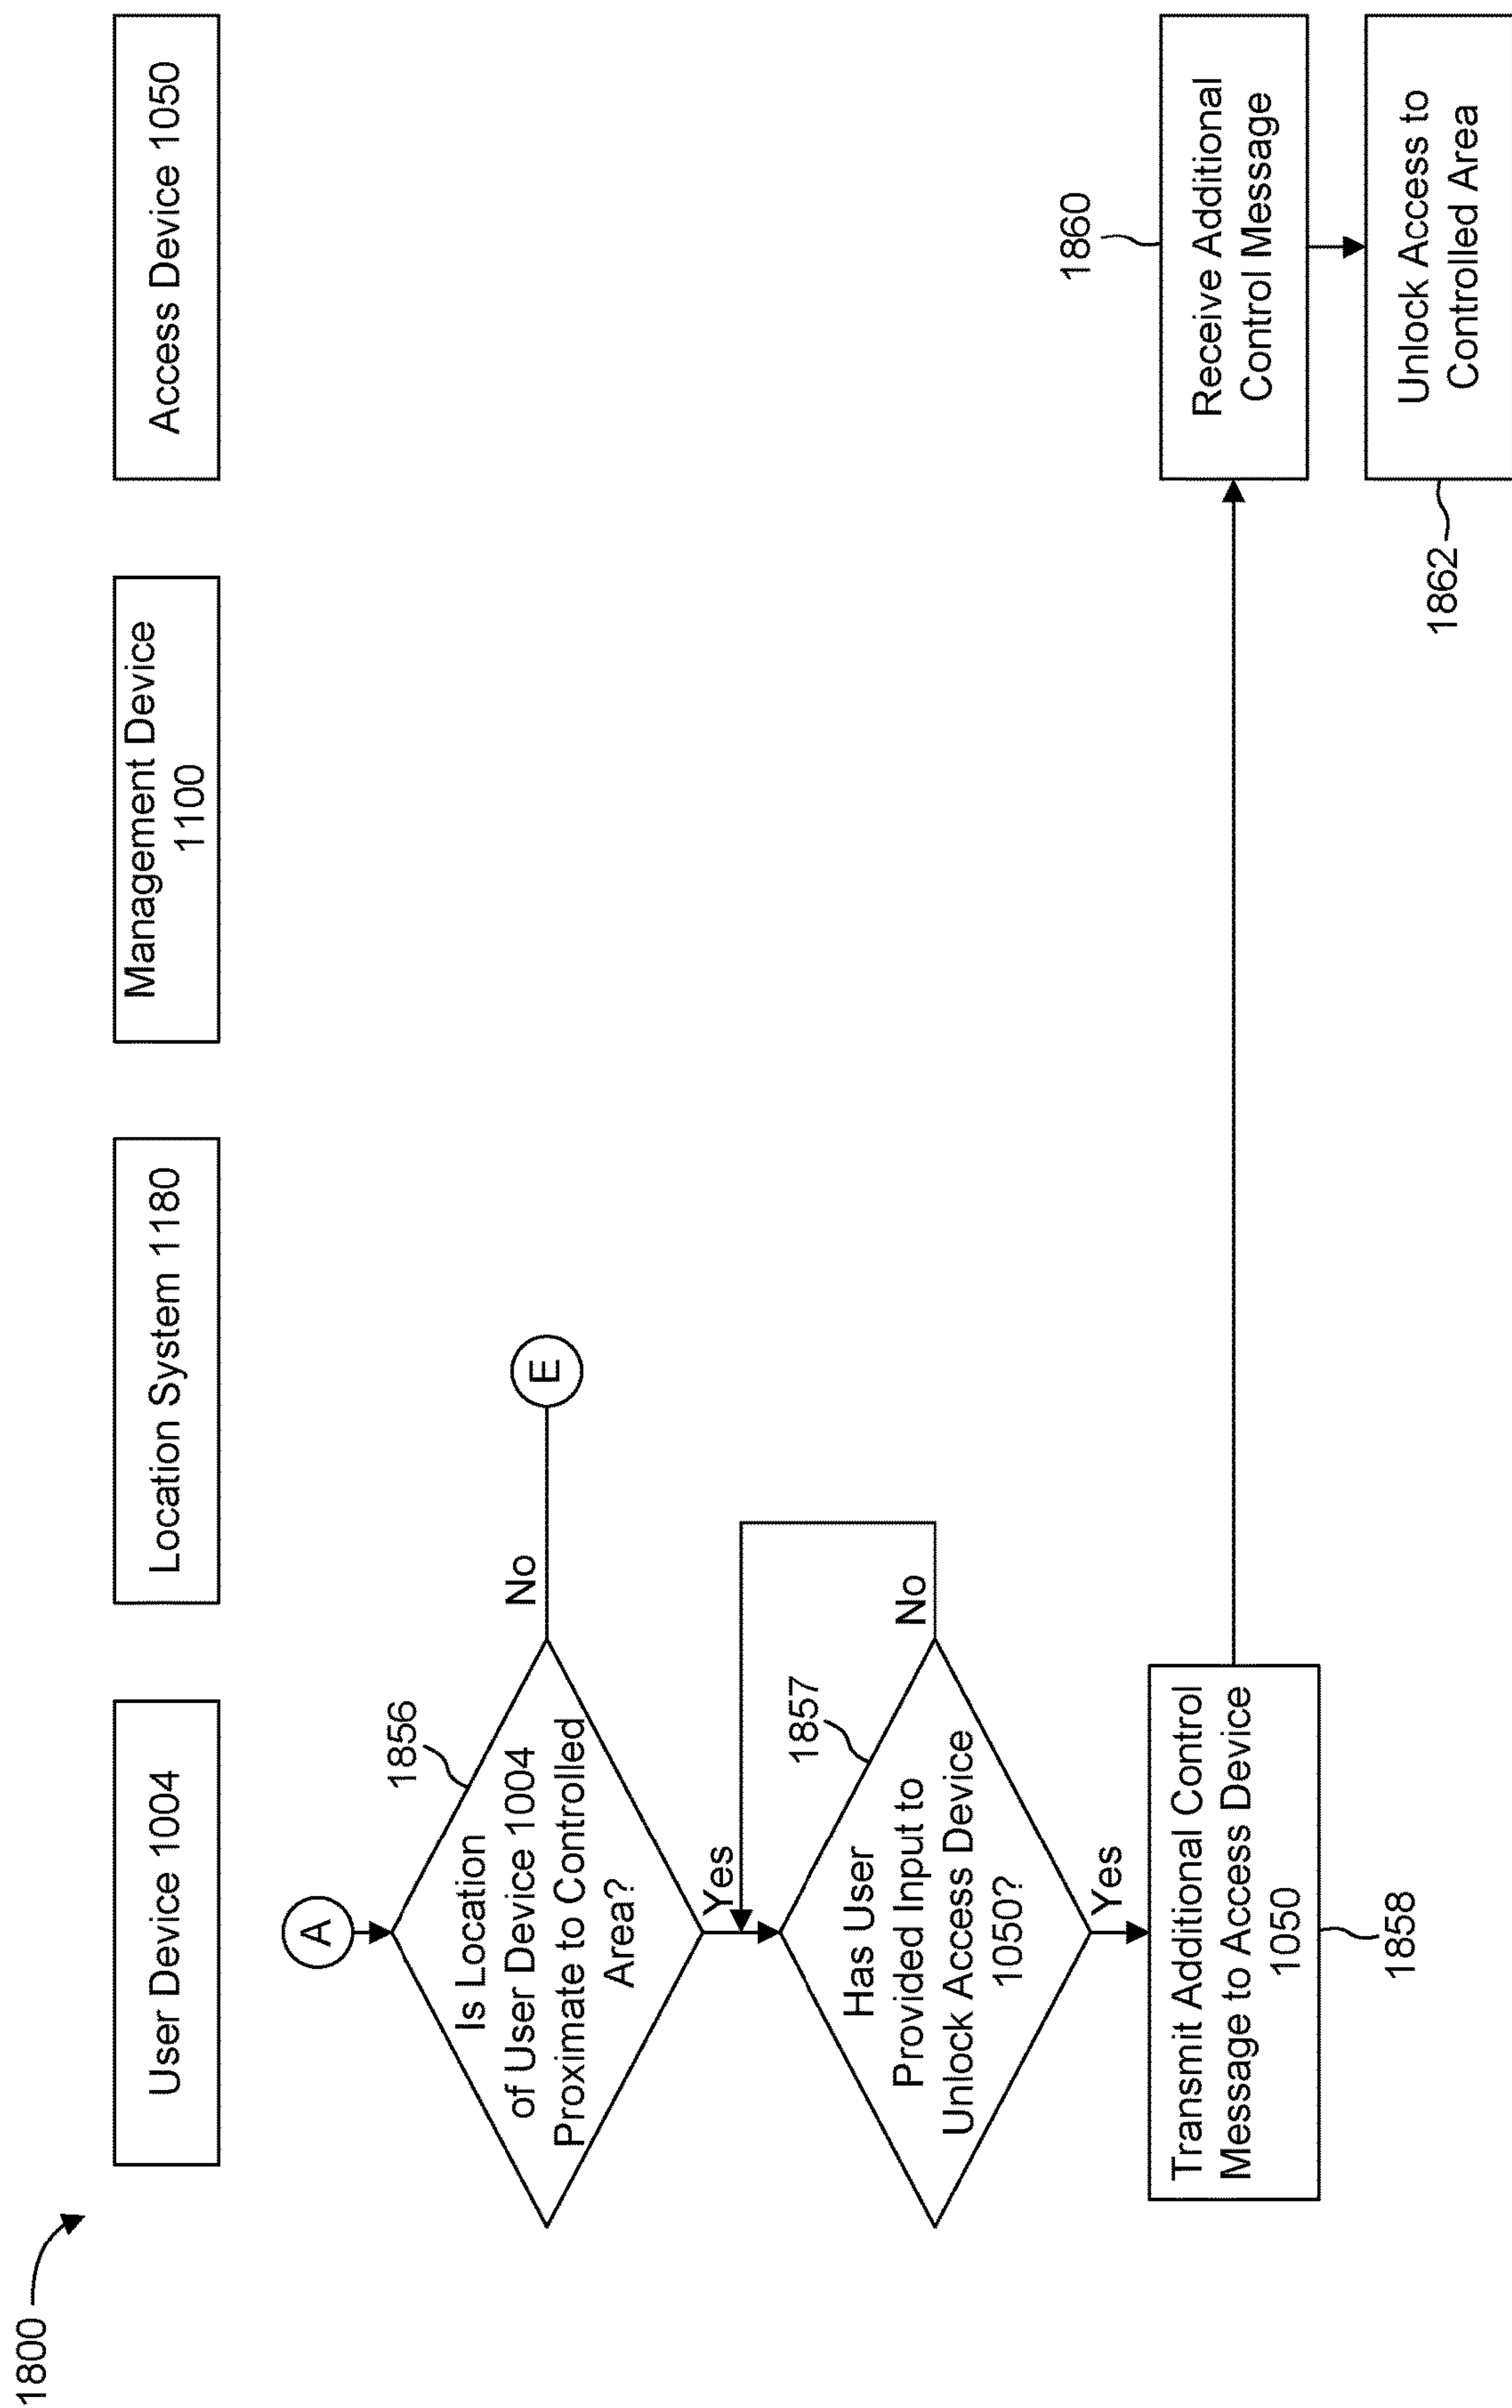 1800
User Device 1004
Location System 1180
Management Device
1100
Access Device 1050
A
1856
Is Location
of User Device 1004
Proximate to Controlled
Area?
No
E
Yes
1857
Has User
Provided Input to
Unlock Access Device
1050?
No
Yes
Transmit Additional Control
Message to Access Device
1050
1858
1860
Receive Additional
Control Message
Unlock Access to
Controlled Area
1862